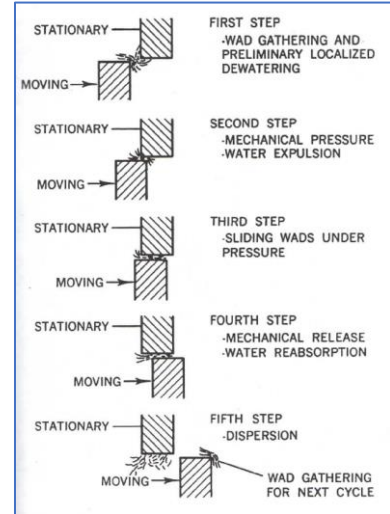 FIRST STEP
STATIONARY
-WAD GATHERING AND
PRELIMINARY LOCALIZED
DEWATERING
MOVING
SECOND STEP
STATIONARY
-MECHANICAL PRESSURE
-WATER EXPULSION
MOVING
THIRD STEP
STATIONARY
-SLIDING WADS UNDER
PRESSURE
MOVING
FOURTH STEP
STATIONARY
-MECHANICAL RELEASE
-WATER REABSORPTION
MOVING
FIFTH STEP
STATIONARY
-DISPERSION
MOVING
WAD GATHERING
FOR NEXT CYCLE